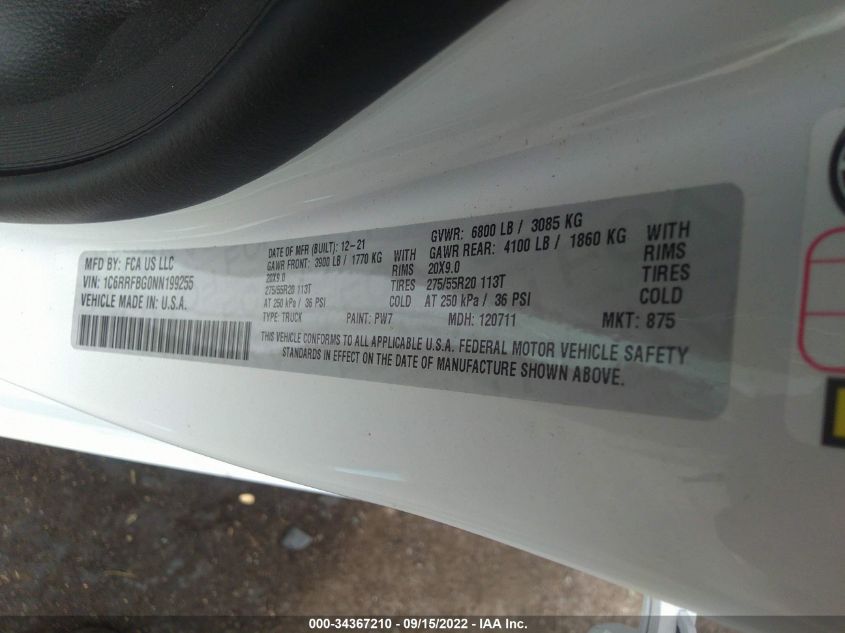 MFD BY: FCA US LLC
VIN: 1C6RRFBG0NN199255
VEHICLE MADE IN: U.S.A.
DATE OF MFR (BUILT): 12-21
GAWR FRONT: 3900 LB / 1770 KG WITH
20X9.0 RIMS
275/55R20 113T TIRES
AT 250 kPa / 36 PSI COLD
TYPE: TRUCK PAINT: PW7
GVWR: 6800 LB / 3085 KG
GAWR REAR: 4100 LB / 1860 KG WITH
20X9.0 RIMS
275/55R20 113T TIRES
AT 250 kPa / 36 PSI COLD
MDH: 120711 MKT: 875
THIS VEHICLE CONFORMS TO ALL APPLICABLE U.S.A. FEDERAL MOTOR VEHICLE SAFETY
STANDARDS IN EFFECT ON THE DATE OF MANUFACTURE SHOWN ABOVE.
000-34367210 - 09/15/2022 - IAA Inc.